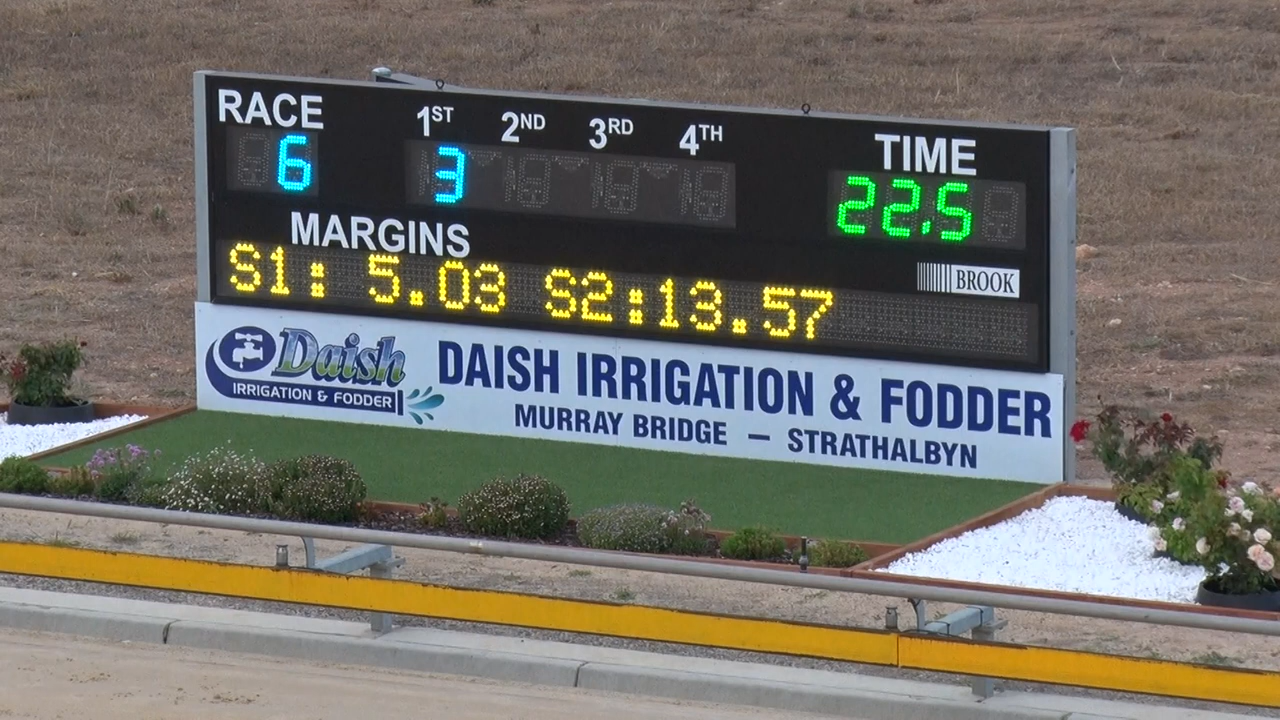 RACE 1ST 2ND 3RD 4TH TIME
6 3 22.5
MARGINS
BROOK
S1: 5.03 S2:13.57
Daish
IRRIGATION & FODDER
DAISH IRRIGATION & FODDER
MURRAY BRIDGE – STRATHALBYN